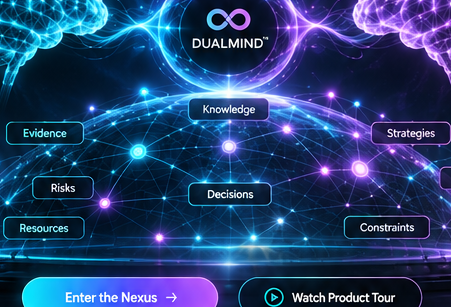 DUALMIND™
Knowledge
Evidence
Strategies
Risks
Decisions
Resources
Constraints
Enter the Nexus →
Watch Product Tour